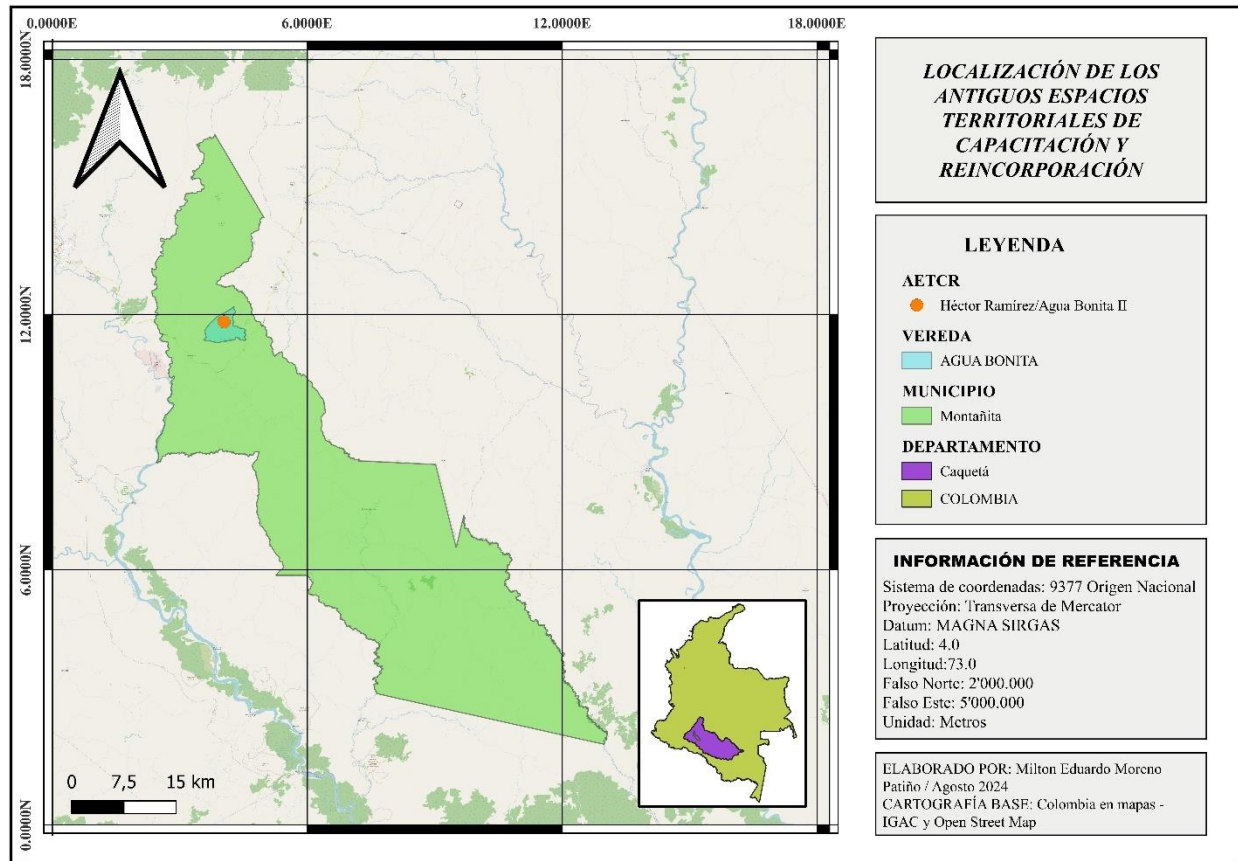 0.0000E 6.0000E 12.0000E 18.0000E
18.0000N
12.0000N
6.0000N
0.0000N
0 7,5 15 km
LOCALIZACIÓN DE LOS
ANTIGUOS ESPACIOS
TERRITORIALES DE
CAPACITACIÓN Y
REINCORPORACIÓN
LEYENDA
AETCR
Héctor Ramírez/Agua Bonita II
VEREDA
AGUA BONITA
MUNICIPIO
Montañita
DEPARTAMENTO
Caquetá
COLOMBIA
INFORMACIÓN DE REFERENCIA
Sistema de coordenadas: 9377 Origen Nacional
Proyección: Transversa de Mercator
Datum: MAGNA SIRGAS
Latitud: 4.0
Longitud:73.0
Falso Norte: 2'000.000
Falso Este: 5'000.000
Unidad: Metros
ELABORADO POR: Milton Eduardo Moreno
Patiño / Agosto 2024
CARTOGRAFÍA BASE: Colombia en mapas -
IGAC y Open Street Map